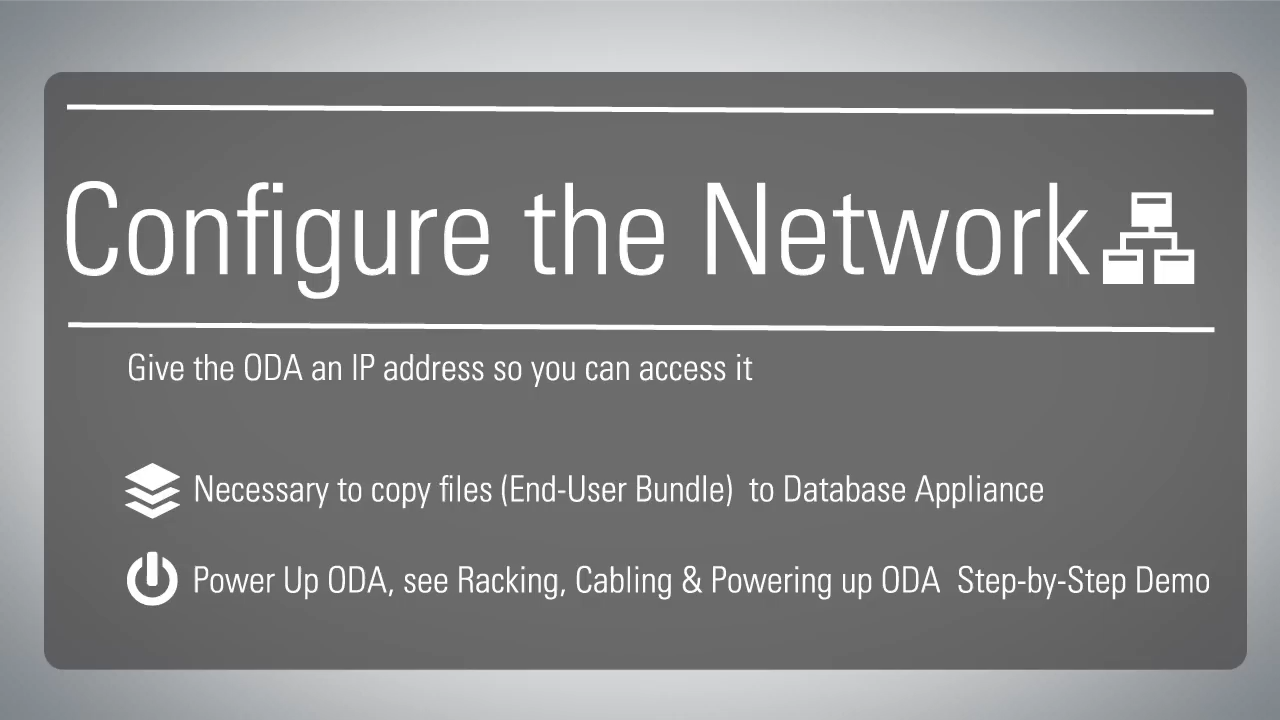 Configure the Network
Give the ODA an IP address so you can access it
Necessary to copy files (End-User Bundle) to Database Appliance
Power Up ODA, see Racking, Cabling & Powering up ODA Step-by-Step Demo